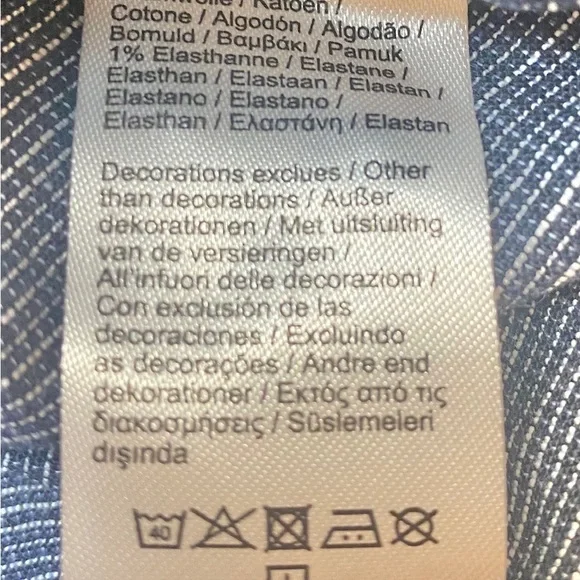 Katoen /
Cotone / Algodón / Algodão /
Bomuld / Βαμβάκι / Pamuk
1% Elasthanne / Elastane /
Elasthan / Elastaan / Elastan /
Elastano / Elastano /
Elasthan / Ελαστάνη / Elastan
Decorations exclues / Other
than decorations / Außer
dekorationen / Met uitsluiting
van de versieringen /
All'infuori delle decorazioni /
Con exclusión de las
decoraciones / Excluindo
as decorações / Andre end
dekorationer / Εκτός από τις
διακοσμήσεις / Süslemeleri
dışında
40